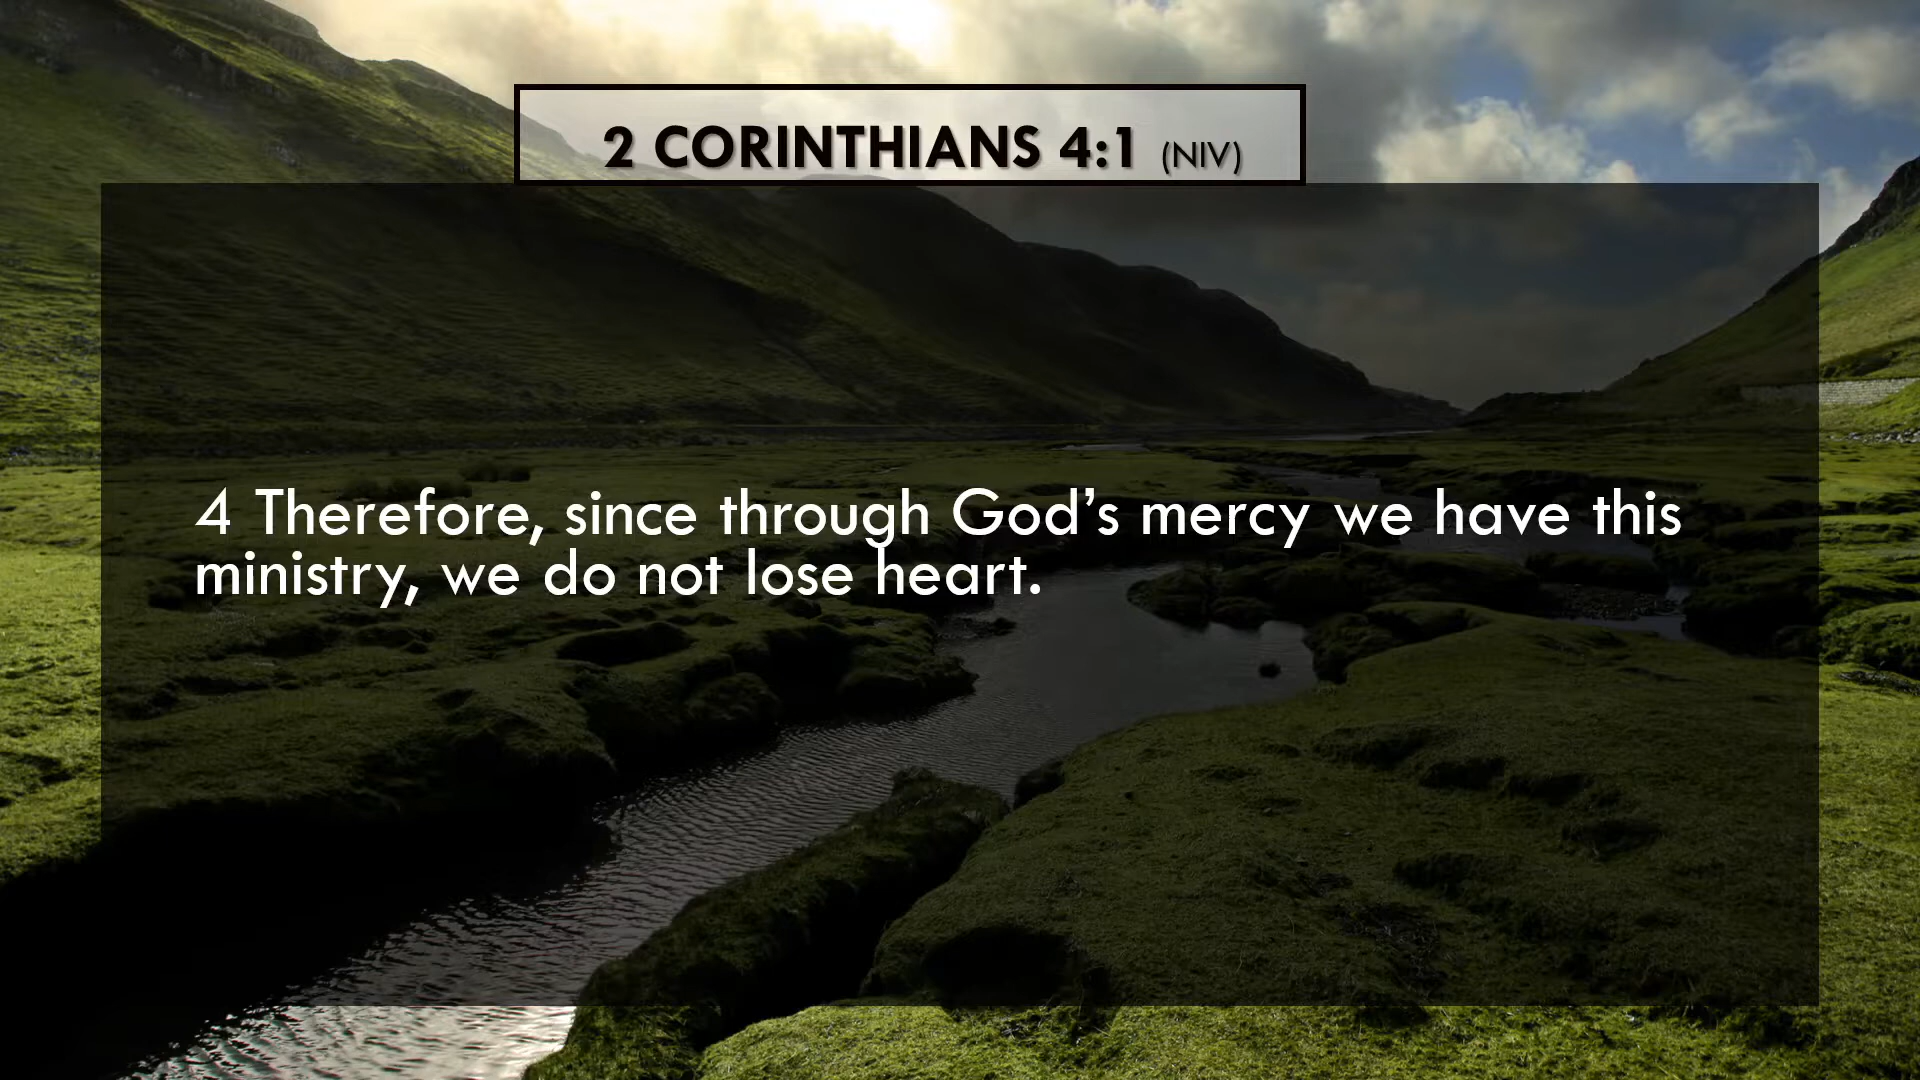 2 CORINTHIANS 4:1 (NIV)
4 Therefore, since through God’s mercy we have this
ministry, we do not lose heart.